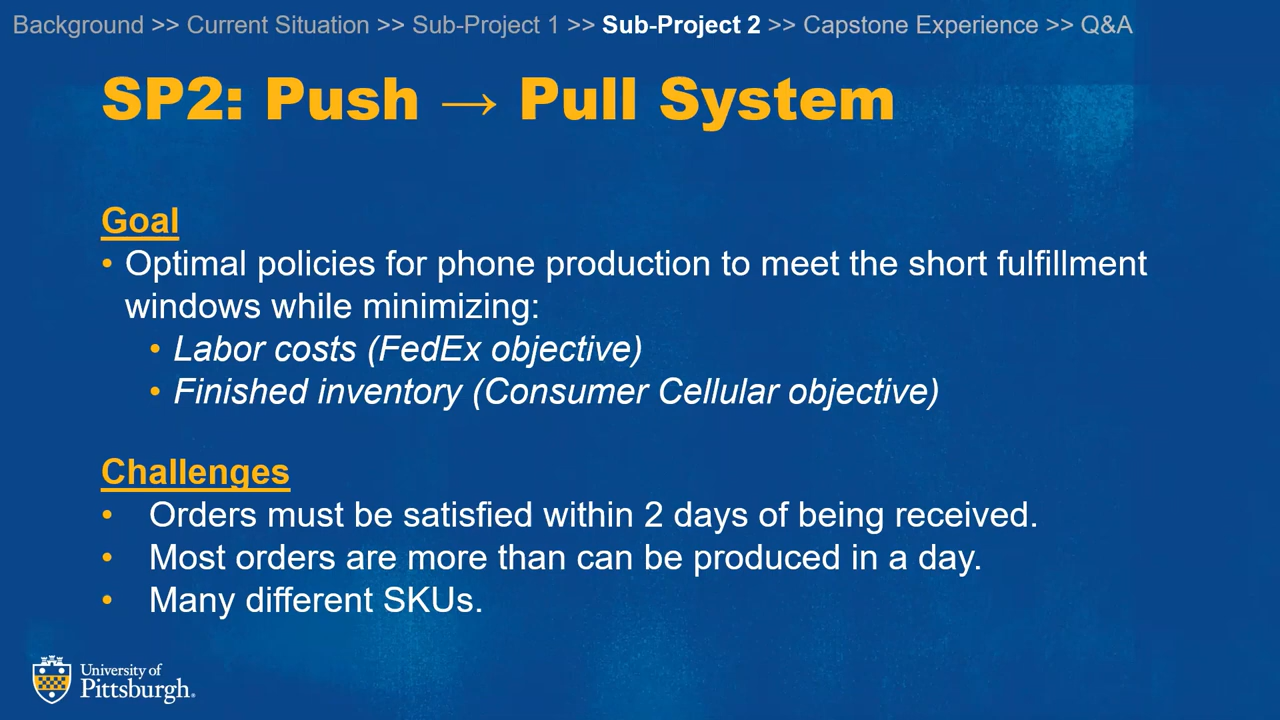 Background >> Current Situation >> Sub-Project 1 >> Sub-Project 2 >> Capstone Experience >> Q&A
SP2: Push → Pull System
Goal
• Optimal policies for phone production to meet the short fulfillment
windows while minimizing:
• Labor costs (FedEx objective)
• Finished inventory (Consumer Cellular objective)
Challenges
• Orders must be satisfied within 2 days of being received.
• Most orders are more than can be produced in a day.
• Many different SKUs.
University of
Pittsburgh®